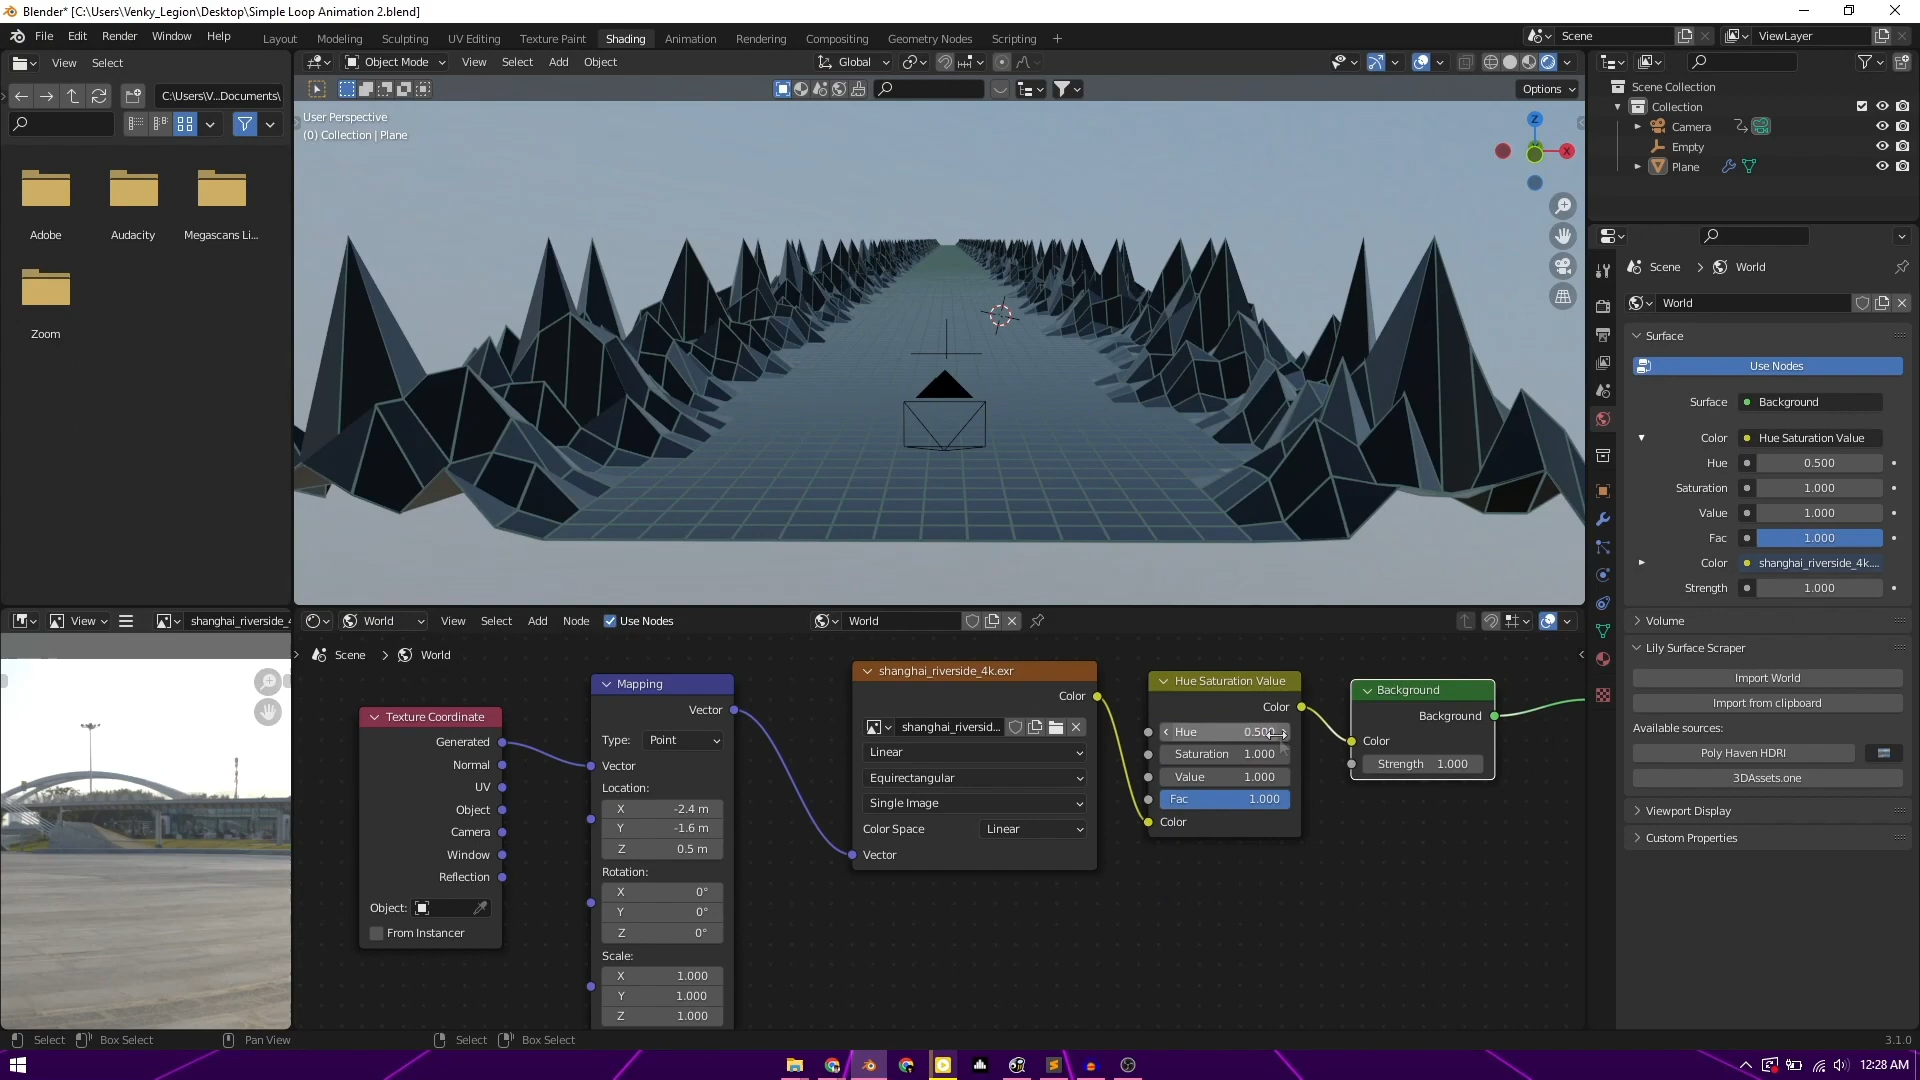 Blender* [C:\Users\Venky_Legion\Desktop\Simple Loop Animation 2.blend]
File Edit Render Window Help
Layout Modeling Sculpting UV Editing Texture Paint Shading Animation Rendering Compositing Geometry Nodes Scripting +
Scene
ViewLayer
View Select
Object Mode View Select Add Object
Global
C:\Users\V...Documents\
Options
User Perspective
(0) Collection | Plane
Z
X
Scene Collection
Collection
Camera
Empty
Plane
Adobe
Audacity
Megascans Li...
Zoom
Scene > World
World
Surface
Use Nodes
Surface Background
Color Hue Saturation Value
Hue 0.500
Saturation 1.000
Value 1.000
Fac 1.000
Color shanghai_riverside_4k....
Strength 1.000
Volume
Lily Surface Scraper
Import World
Import from clipboard
Available sources:
Poly Haven HDRI
3DAssets.one
Viewport Display
Custom Properties
View
shanghai_riverside_4
World View Select Add Node Use Nodes
World
Scene > World
Texture Coordinate
Generated
Normal
UV
Object
Camera
Window
Reflection
Object:
From Instancer
Mapping
Vector
Type: Point
Vector
Location:
X -2.4 m
Y -1.6 m
Z 0.5 m
Rotation:
X 0°
Y 0°
Z 0°
Scale:
X 1.000
Y 1.000
Z 1.000
shanghai_riverside_4k.exr
Color
shanghai_riversid...
Linear
Equirectangular
Single Image
Color Space Linear
Vector
Hue Saturation Value
Color
Hue 0.500
Saturation 1.000
Value 1.000
Fac 1.000
Color
Background
Background
Color
Strength 1.000
Select Box Select Pan View Select Box Select
3.1.0
12:28 AM